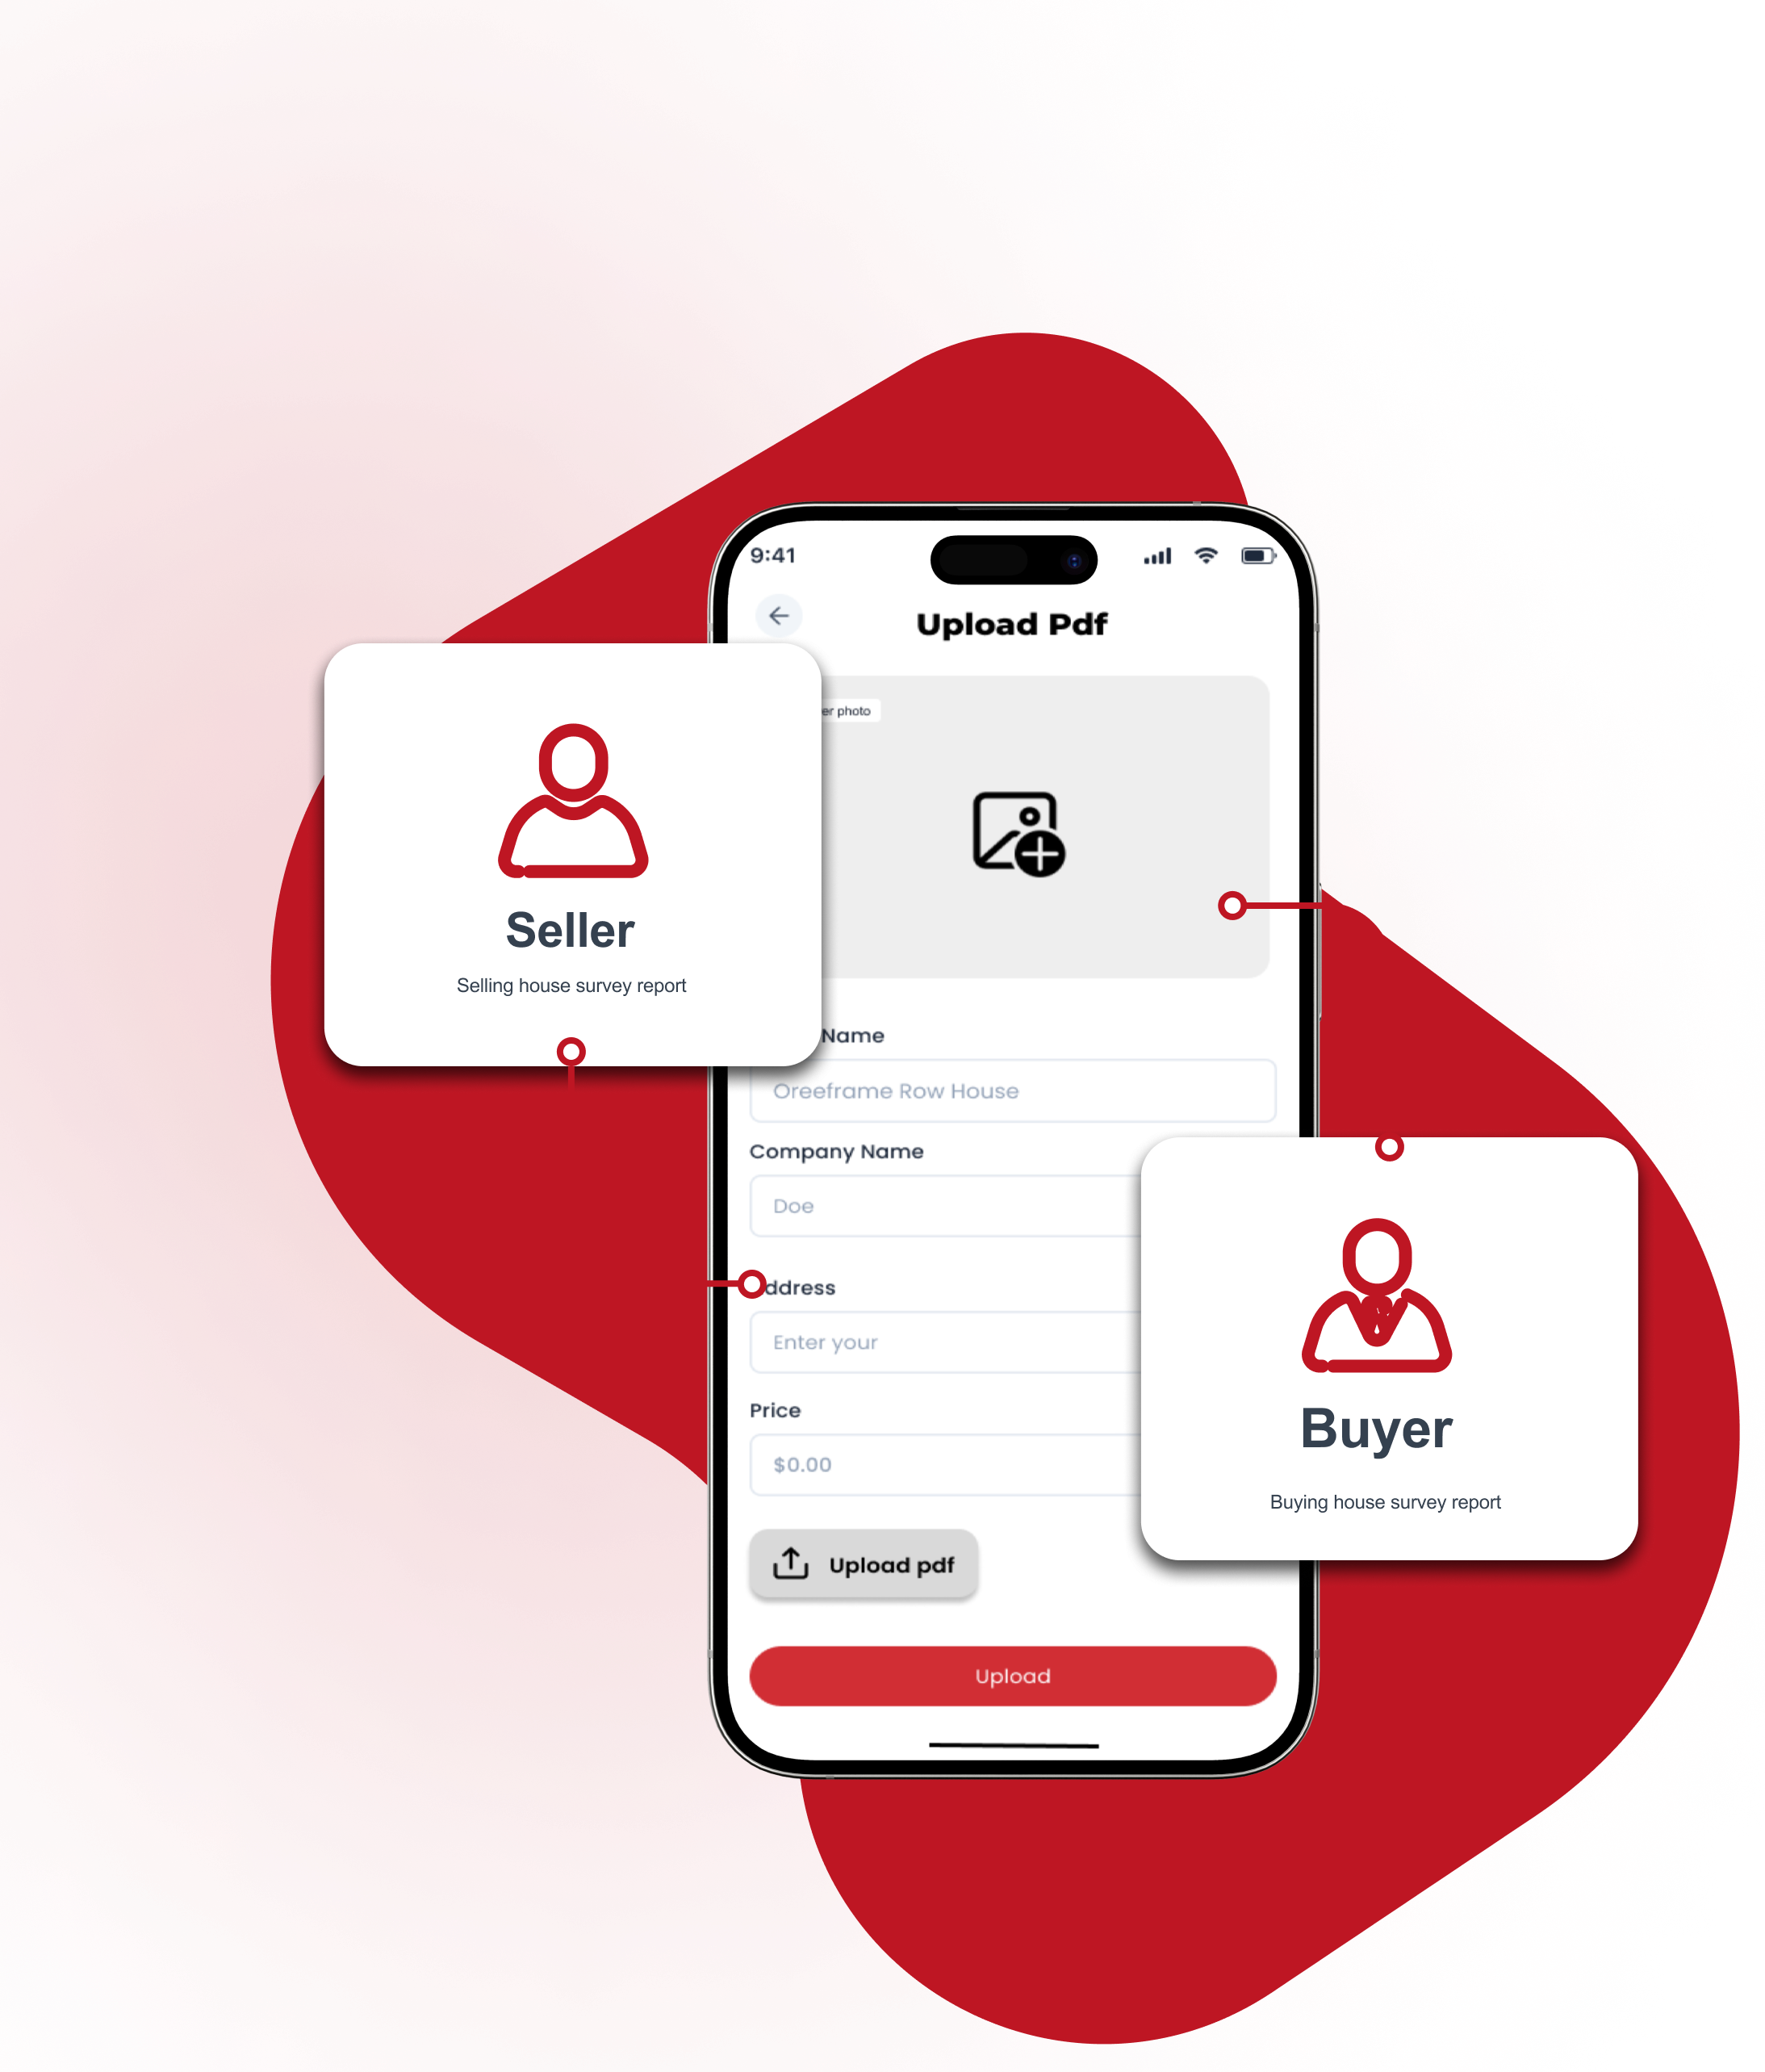 9:41
Upload Pdf
er photo
Seller
Selling house survey report
Name
Oreeframe Row House
Company Name
Doe
ddress
Enter your
Price
$0.00
Buyer
Buying house survey report
Upload pdf
Upload